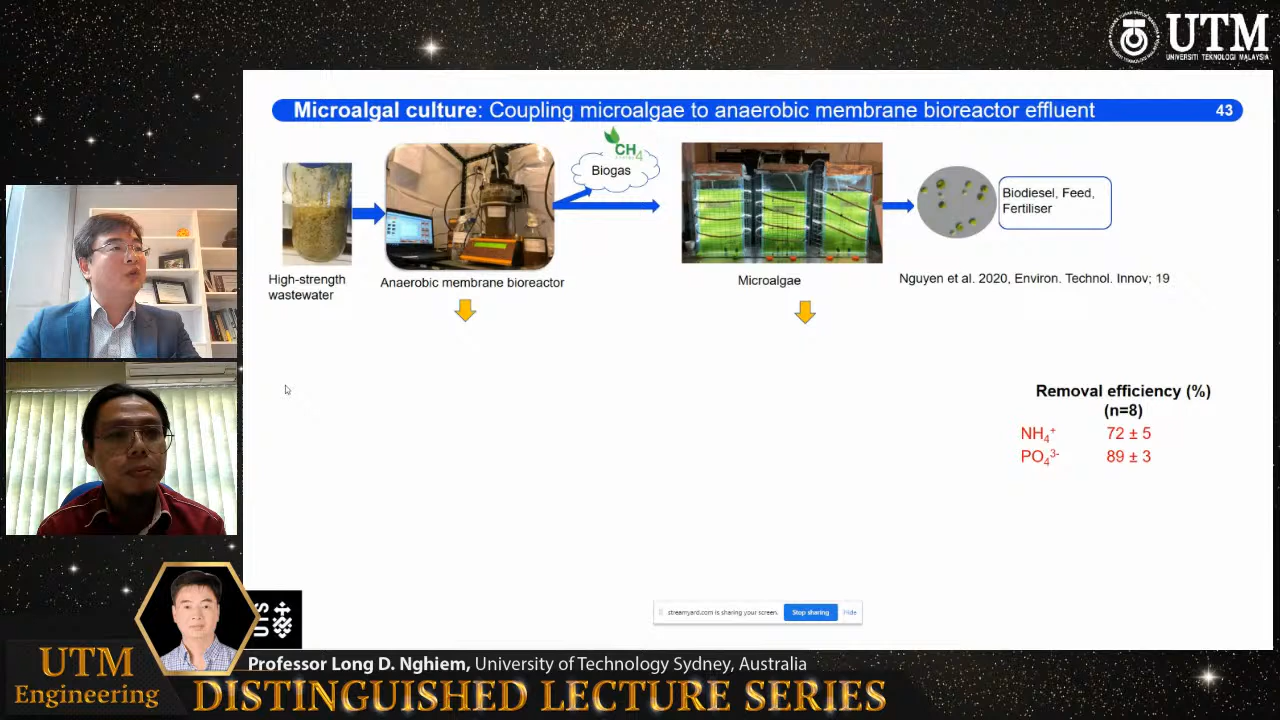 UTM
UNIVERSITI TEKNOLOGI MALAYSIA
Microalgal culture: Coupling microalgae to anaerobic membrane bioreactor effluent
43
CH4
Biogas
Biodiesel, Feed,
Fertiliser
High-strength
wastewater
Anaerobic membrane bioreactor
Microalgae
Nguyen et al. 2020, Environ. Technol. Innov; 19
Removal efficiency (%)
(n=8)
NH₄⁺ 72 ± 5
PO₄³⁻ 89 ± 3
streamyard.com is sharing your screen.
Stop sharing
Hide
UTS
UTM
Engineering
Professor Long D. Nghiem, University of Technology Sydney, Australia
DISTINGUISHED LECTURE SERIES